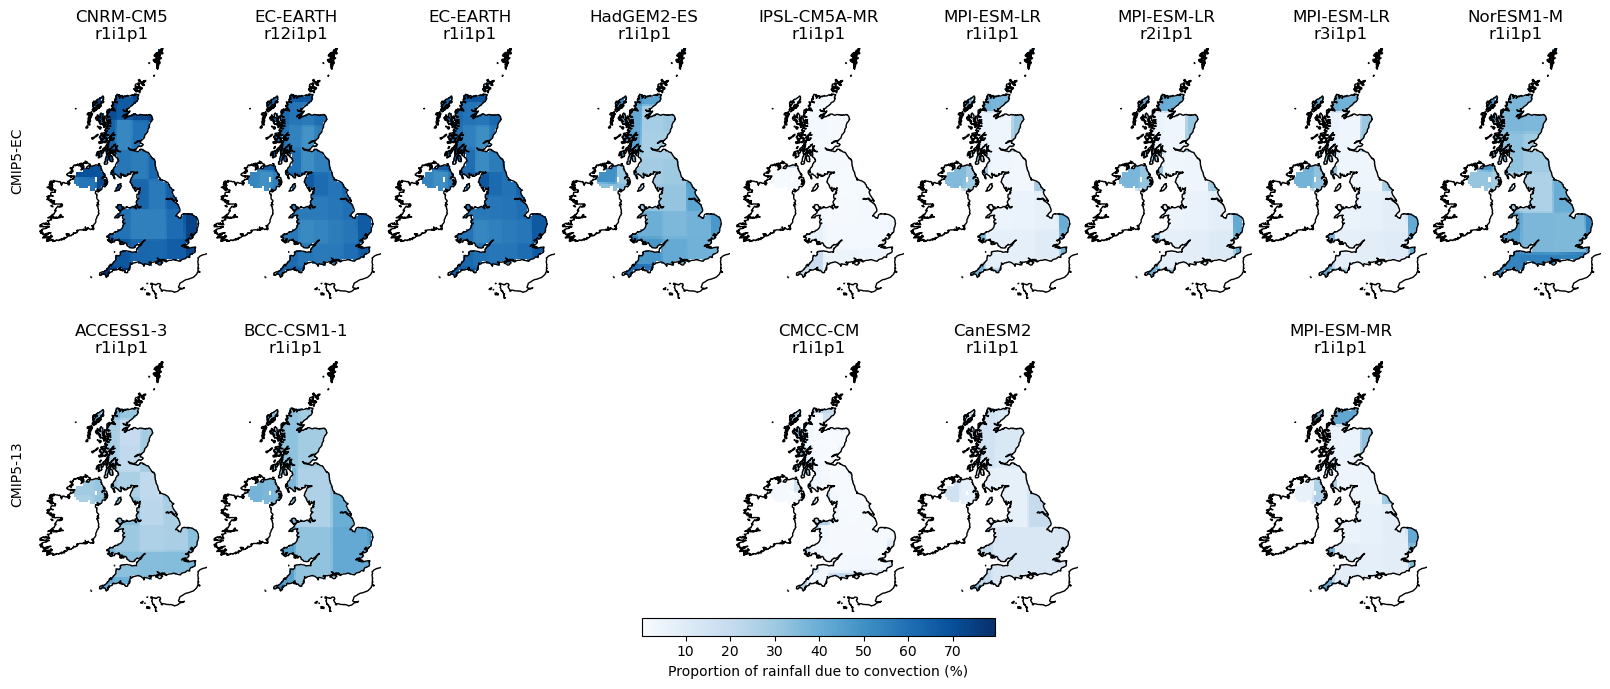 CNRM-CM5
r1i1p1
EC-EARTH
r12i1p1
EC-EARTH
r1i1p1
HadGEM2-ES
r1i1p1
IPSL-CM5A-MR
r1i1p1
MPI-ESM-LR
r1i1p1
MPI-ESM-LR
r2i1p1
MPI-ESM-LR
r3i1p1
NorESM1-M
r1i1p1
CMIP5-EC
ACCESS1-3
r1i1p1
BCC-CSM1-1
r1i1p1
CMCC-CM
r1i1p1
CanESM2
r1i1p1
MPI-ESM-MR
r1i1p1
CMIP5-13
10 20 30 40 50 60 70
Proportion of rainfall due to convection (%)